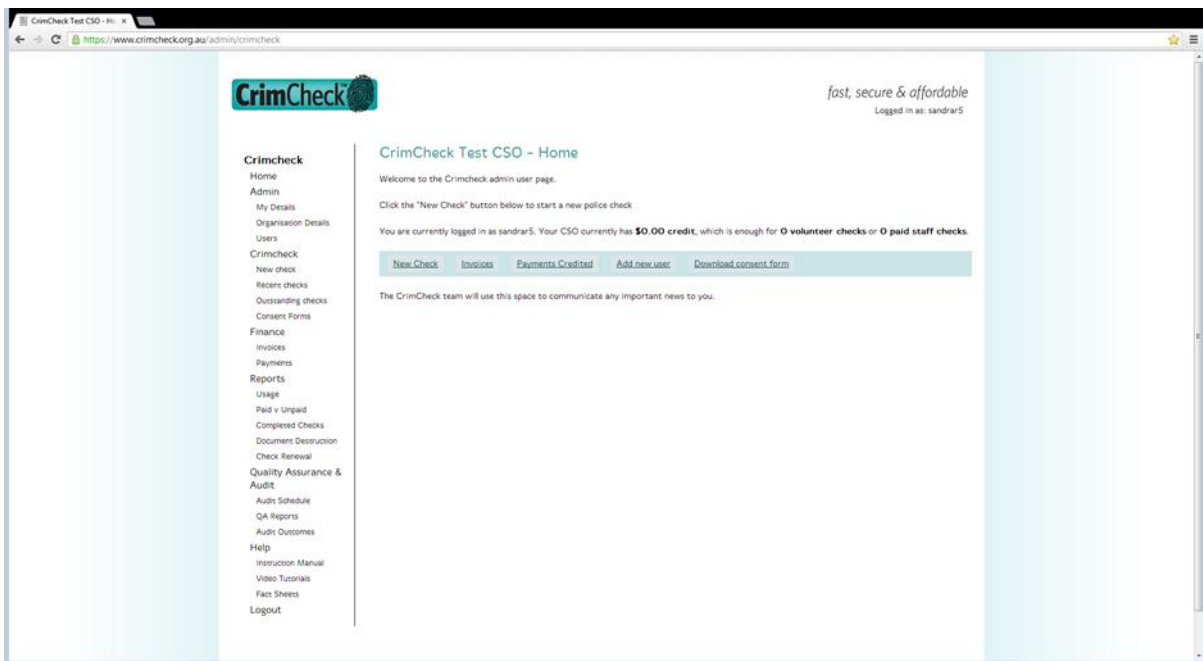 CrimCheck Test CSO - Ho
https://www.crimcheck.org.au/admin/crimcheck
CrimCheck™
fast, secure & affordable
Logged in as: sandrar5
Crimcheck
Home
Admin
My Details
Organisation Details
Users
Crimcheck
New check
Recent checks
Outstanding checks
Consent Forms
Finance
Invoices
Payments
Reports
Usage
Paid v Unpaid
Completed Checks
Document Destruction
Check Renewal
Quality Assurance &
Audit
Audit Schedule
QA Reports
Audit Outcomes
Help
Instruction Manual
Video Tutorials
Fact Sheets
Logout
CrimCheck Test CSO - Home
Welcome to the Crimcheck admin user page.
Click the "New Check" button below to start a new police check
You are currently logged in as sandrar5. Your CSO currently has $0.00 credit, which is enough for 0 volunteer checks or 0 paid staff checks.
New Check Invoices Payments Credited Add new user Download consent form
The CrimCheck team will use this space to communicate any important news to you.